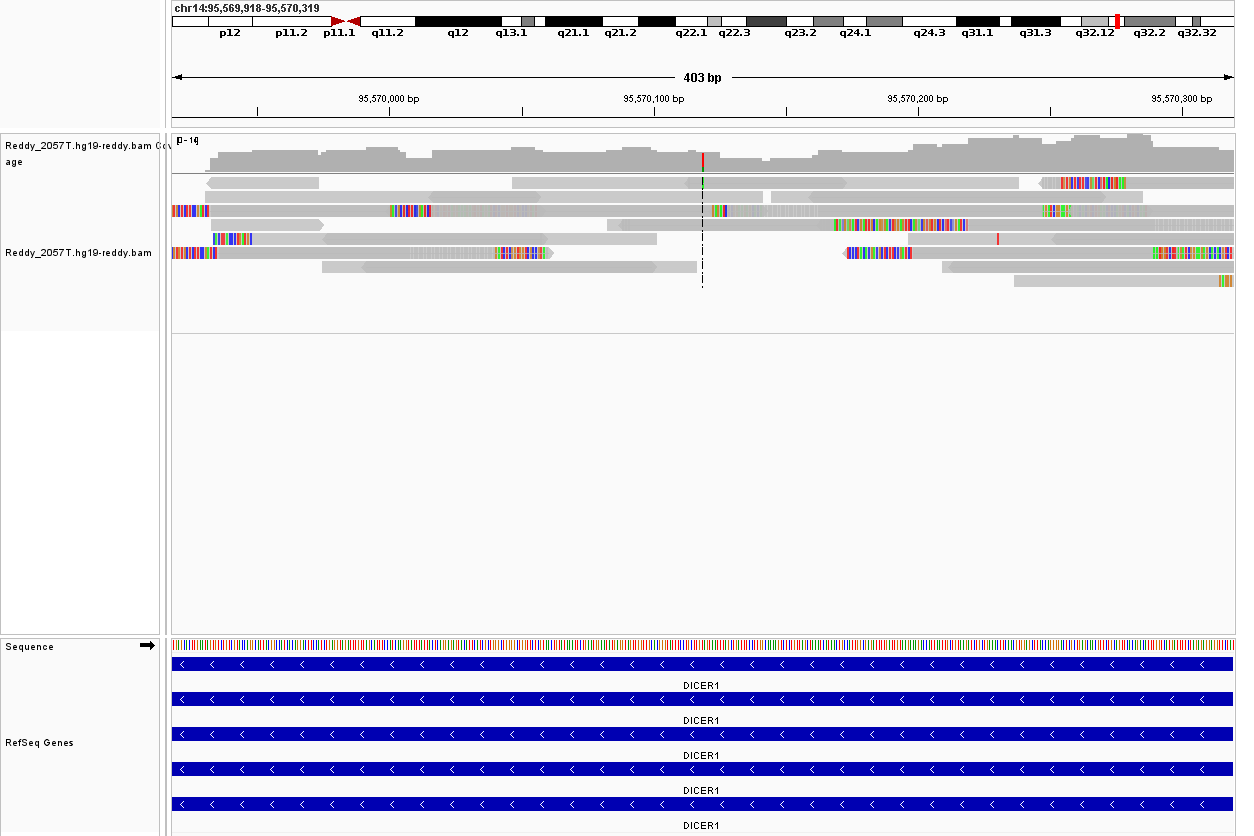 chr14:95,569,918-95,570,319
p12 p11.2 p11.1 q11.2 q12 q13.1 q21.1 q21.2 q22.1 q22.3 q23.2 q24.1 q24.3 q31.1 q31.3 q32.12 q32.2 q32.32
403 bp
95,570,000 bp 95,570,100 bp 95,570,200 bp 95,570,300 bp
[0 - 14]
Reddy_2057T.hg19-reddy.bam Cov
age
Reddy_2057T.hg19-reddy.bam
Sequence
DICER1
DICER1
RefSeq Genes
DICER1
DICER1
DICER1